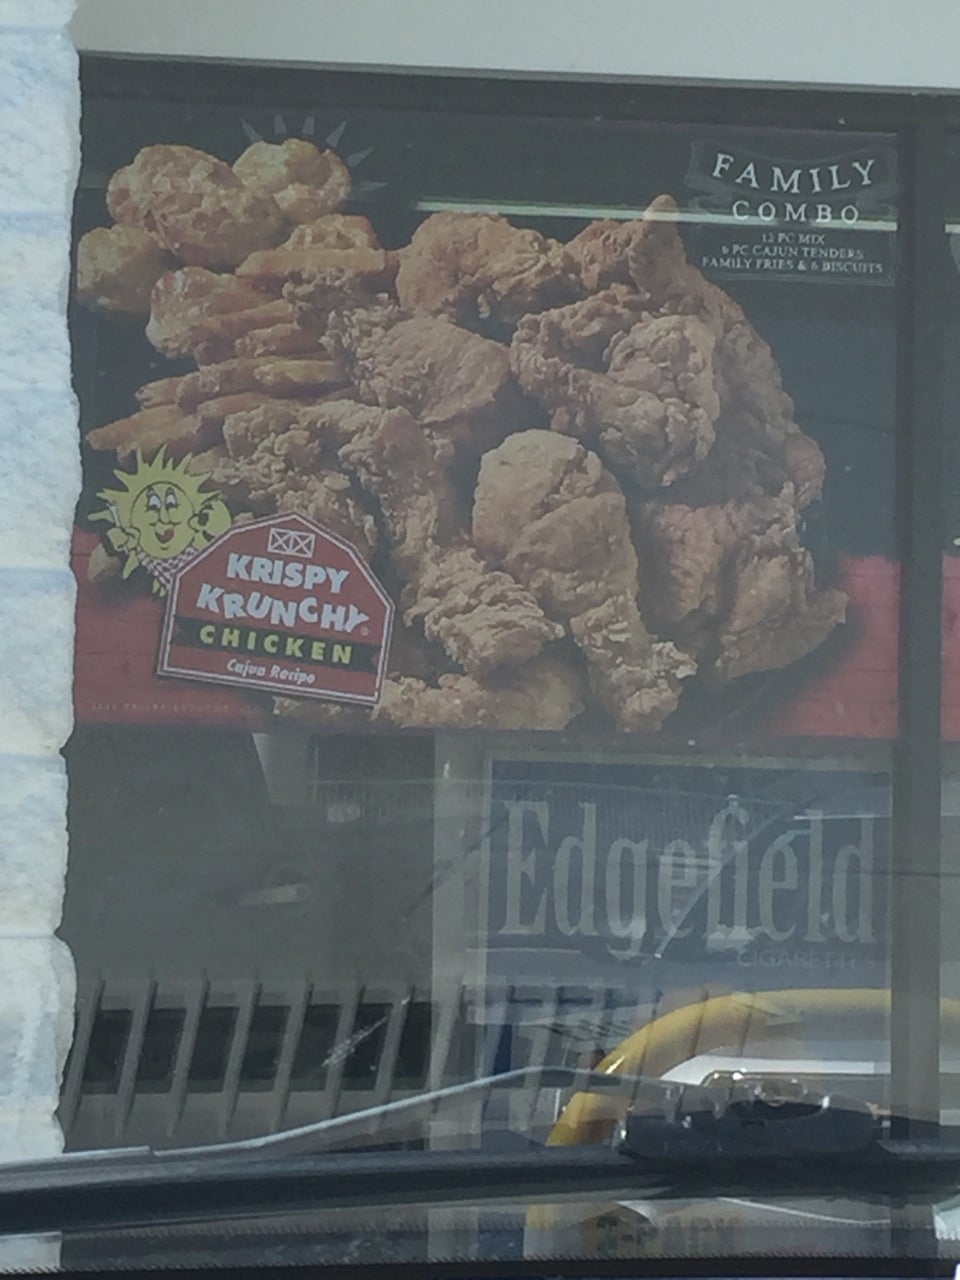 FAMILY
COMBO
12 PC MIX
6 PC CAJUN TENDERS
FAMILY FRIES & 6 BISCUITS
KRISPY
KRUNCHY®
CHICKEN
Cajun Recipe
Edgefield
CIGARETTES